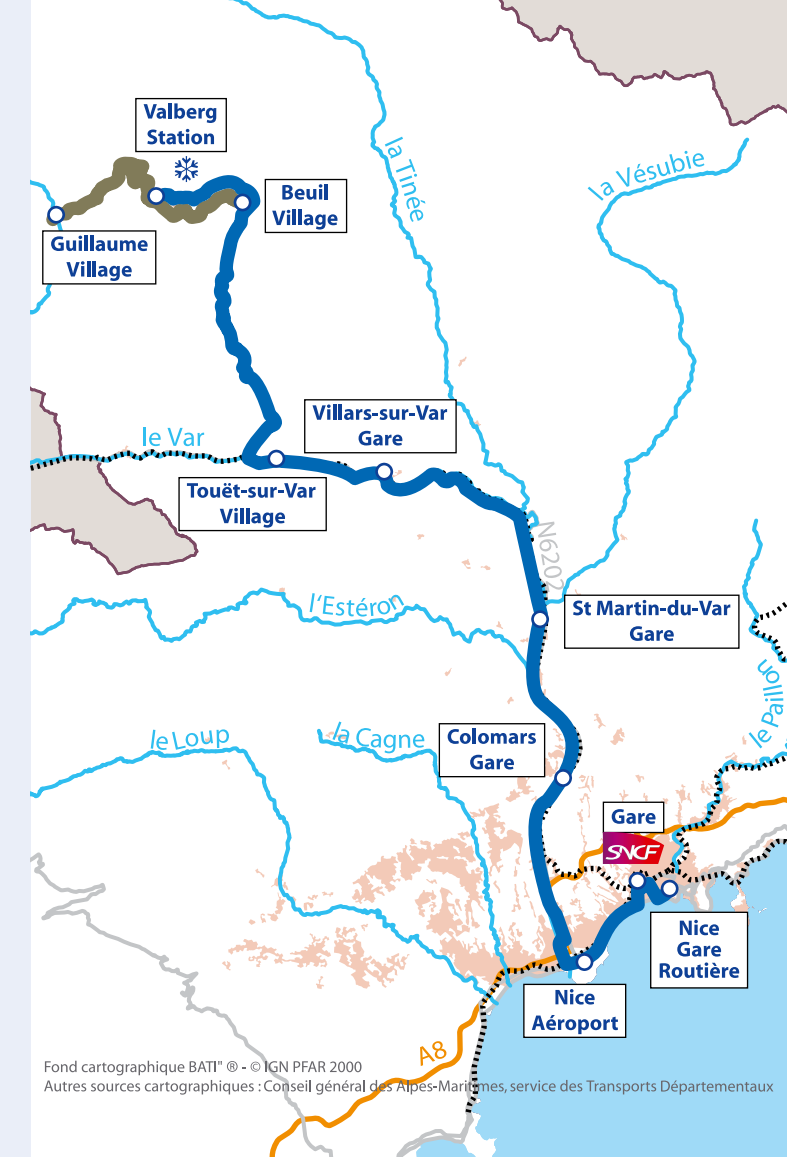 Valberg
Station
la Tinée
la Vésubie
Beuil
Village
Guillaume
Village
Villars-sur-Var
Gare
le Var
Touët-sur-Var
Village
N6202
l'Estéron
St Martin-du-Var
Gare
le Paillon
le Loup
la Cagne
Colomars
Gare
Gare
SNCF
Nice
Gare
Routière
Nice
Aéroport
A8
Fond cartographique BATI" ® - © IGN PFAR 2000
Autres sources cartographiques : Conseil général des Alpes-Maritimes, service des Transports Départementaux